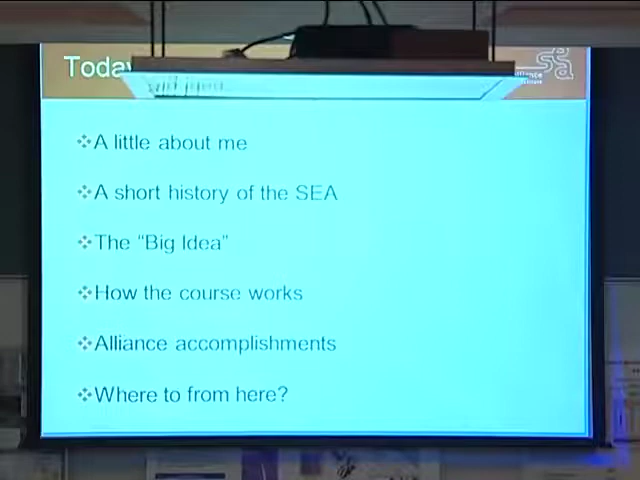 Today
sea
A little about me
A short history of the SEA
The “Big Idea”
How the course works
Alliance accomplishments
Where to from here?